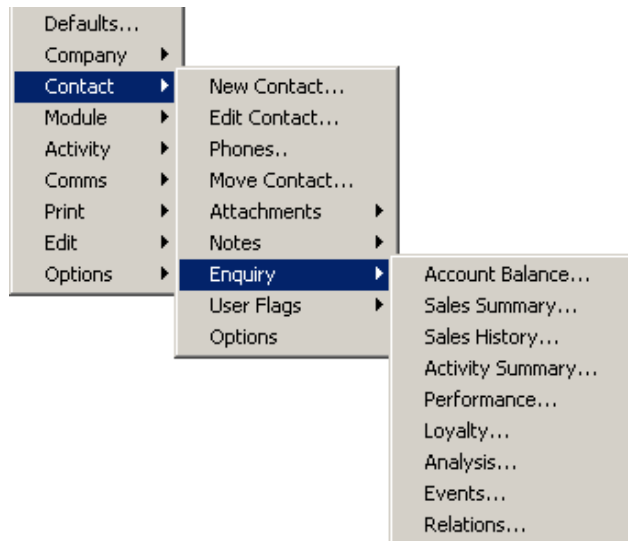 Defaults...
Company
Contact
Module
Activity
Comms
Print
Edit
Options
New Contact...
Edit Contact...
Phones..
Move Contact...
Attachments
Notes
Enquiry
User Flags
Options
Account Balance...
Sales Summary...
Sales History...
Activity Summary...
Performance...
Loyalty...
Analysis...
Events...
Relations...